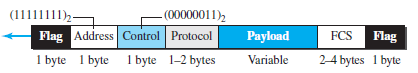 (11111111)₂ (00000011)₂
Flag Address Control Protocol Payload FCS Flag
1 byte 1 byte 1 byte 1–2 bytes Variable 2–4 bytes 1 byte